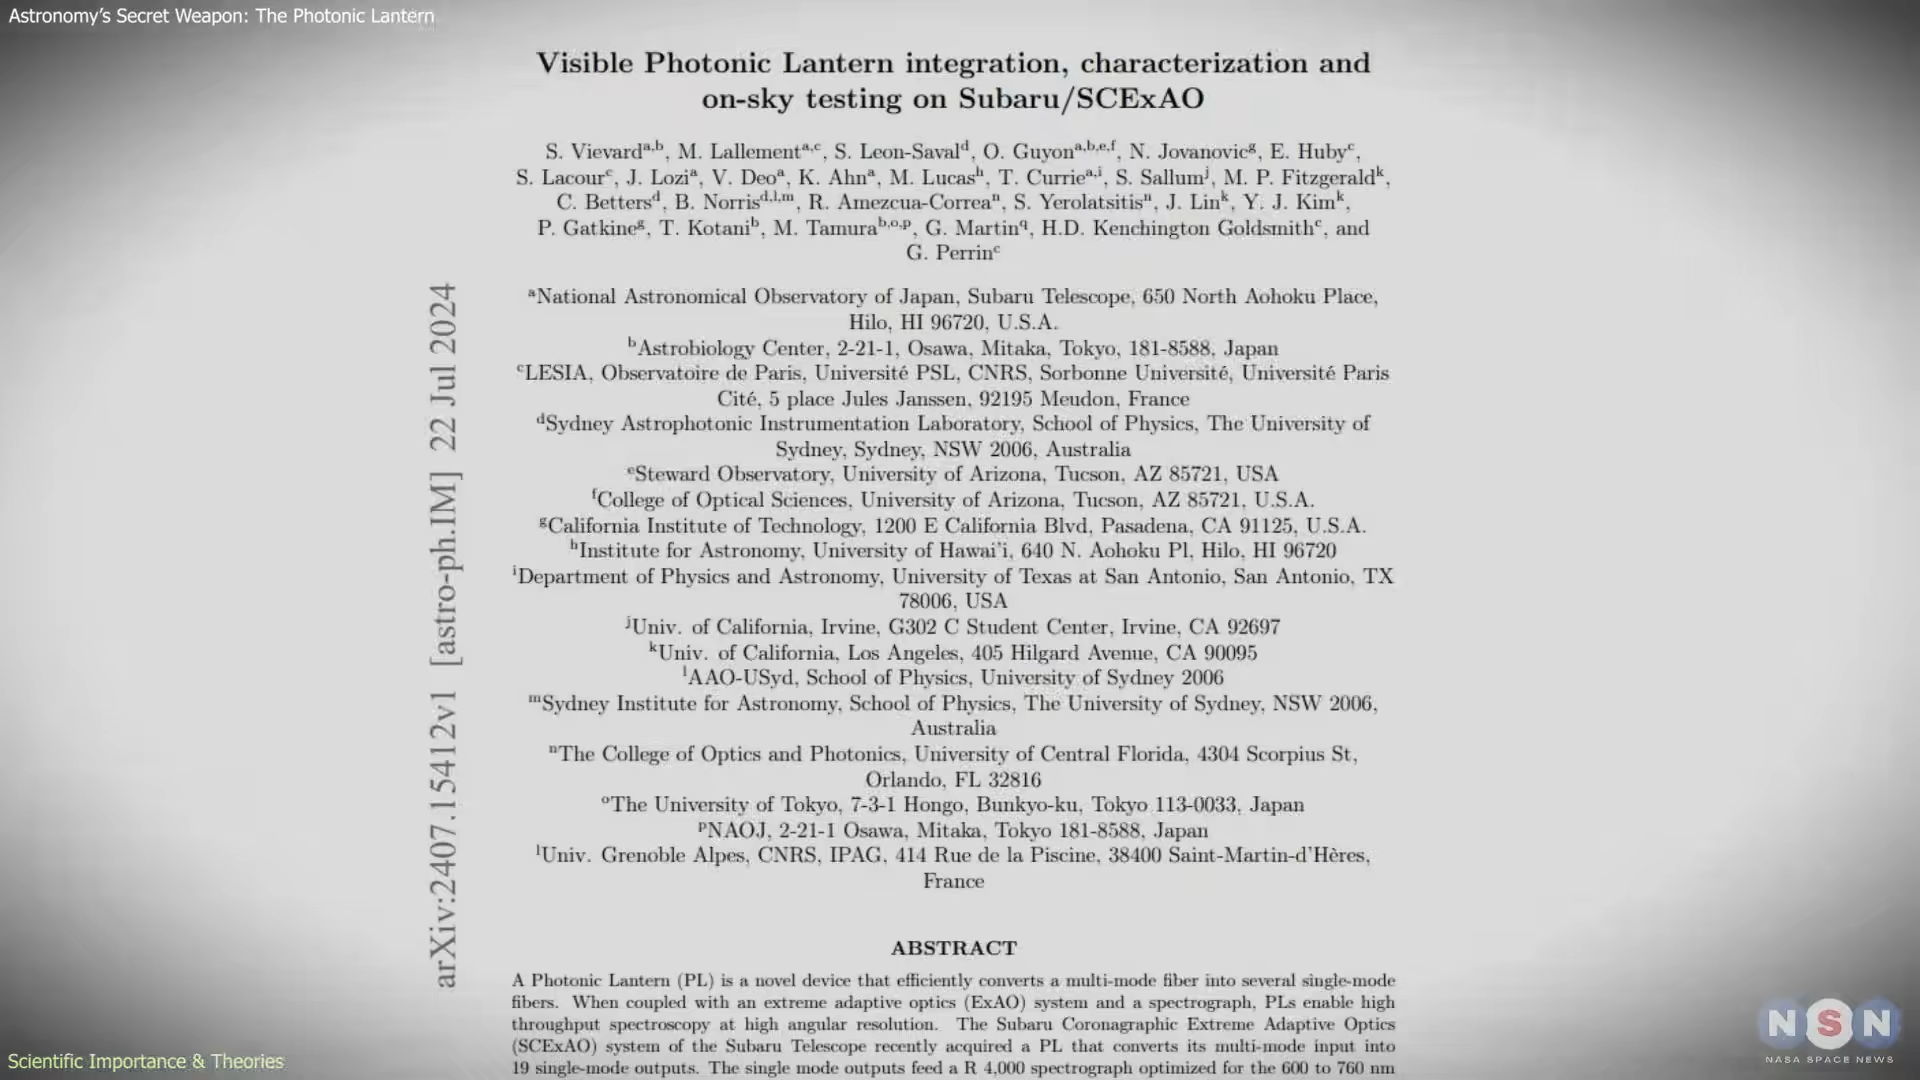 Astronomy’s Secret Weapon: The Photonic Lantern
Visible Photonic Lantern integration, characterization and
on-sky testing on Subaru/SCExAO
S. Vievardᵃ,ᵇ, M. Lallementᵃ,ᶜ, S. Leon-Savalᵈ, O. Guyonᵃ,ᵇ,ᵉ,ᶠ, N. Jovanovicᵍ, E. Hubyᶜ,
S. Lacourᶜ, J. Loziᵃ, V. Deoᵃ, K. Ahnᵃ, M. Lucasʰ, T. Currieᵃ,ⁱ, S. Sallumʲ, M. P. Fitzgeraldᵏ,
C. Bettersᵈ, B. Norrisᵈ,ˡ,ᵐ, R. Amezcua-Correaⁿ, S. Yerolatsitisⁿ, J. Linᵏ, Y. J. Kimᵏ,
P. Gatkineᵍ, T. Kotaniᵇ, M. Tamuraᵇ,ᵒ,ᵖ, G. Martin^q, H.D. Kenchington Goldsmithᶜ, and
G. Perrinᶜ
ᵃNational Astronomical Observatory of Japan, Subaru Telescope, 650 North Aohoku Place,
Hilo, HI 96720, U.S.A.
ᵇAstrobiology Center, 2-21-1, Osawa, Mitaka, Tokyo, 181-8588, Japan
ᶜLESIA, Observatoire de Paris, Université PSL, CNRS, Sorbonne Université, Université Paris
Cité, 5 place Jules Janssen, 92195 Meudon, France
ᵈSydney Astrophotonic Instrumentation Laboratory, School of Physics, The University of
Sydney, Sydney, NSW 2006, Australia
ᵉSteward Observatory, University of Arizona, Tucson, AZ 85721, USA
ᶠCollege of Optical Sciences, University of Arizona, Tucson, AZ 85721, U.S.A.
ᵍCalifornia Institute of Technology, 1200 E California Blvd, Pasadena, CA 91125, U.S.A.
ʰInstitute for Astronomy, University of Hawai'i, 640 N. Aohoku Pl, Hilo, HI 96720
ⁱDepartment of Physics and Astronomy, University of Texas at San Antonio, San Antonio, TX
78006, USA
ʲUniv. of California, Irvine, G302 C Student Center, Irvine, CA 92697
ᵏUniv. of California, Los Angeles, 405 Hilgard Avenue, CA 90095
ˡAAO-USyd, School of Physics, University of Sydney 2006
ᵐSydney Institute for Astronomy, School of Physics, The University of Sydney, NSW 2006,
Australia
ⁿThe College of Optics and Photonics, University of Central Florida, 4304 Scorpius St,
Orlando, FL 32816
ᵒThe University of Tokyo, 7-3-1 Hongo, Bunkyo-ku, Tokyo 113-0033, Japan
ᵖNAOJ, 2-21-1 Osawa, Mitaka, Tokyo 181-8588, Japan
ˡUniv. Grenoble Alpes, CNRS, IPAG, 414 Rue de la Piscine, 38400 Saint-Martin-d'Hères,
France
arXiv:2407.15412v1 [astro-ph.IM] 22 Jul 2024
ABSTRACT
A Photonic Lantern (PL) is a novel device that efficiently converts a multi-mode fiber into several single-mode
fibers. When coupled with an extreme adaptive optics (ExAO) system and a spectrograph, PLs enable high
throughput spectroscopy at high angular resolution. The Subaru Coronagraphic Extreme Adaptive Optics
(SCExAO) system of the Subaru Telescope recently acquired a PL that converts its multi-mode input into
19 single-mode outputs. The single mode outputs feed a R 4,000 spectrograph optimized for the 600 to 760 nm
Scientific Importance & Theories
NSN
NASA SPACE NEWS